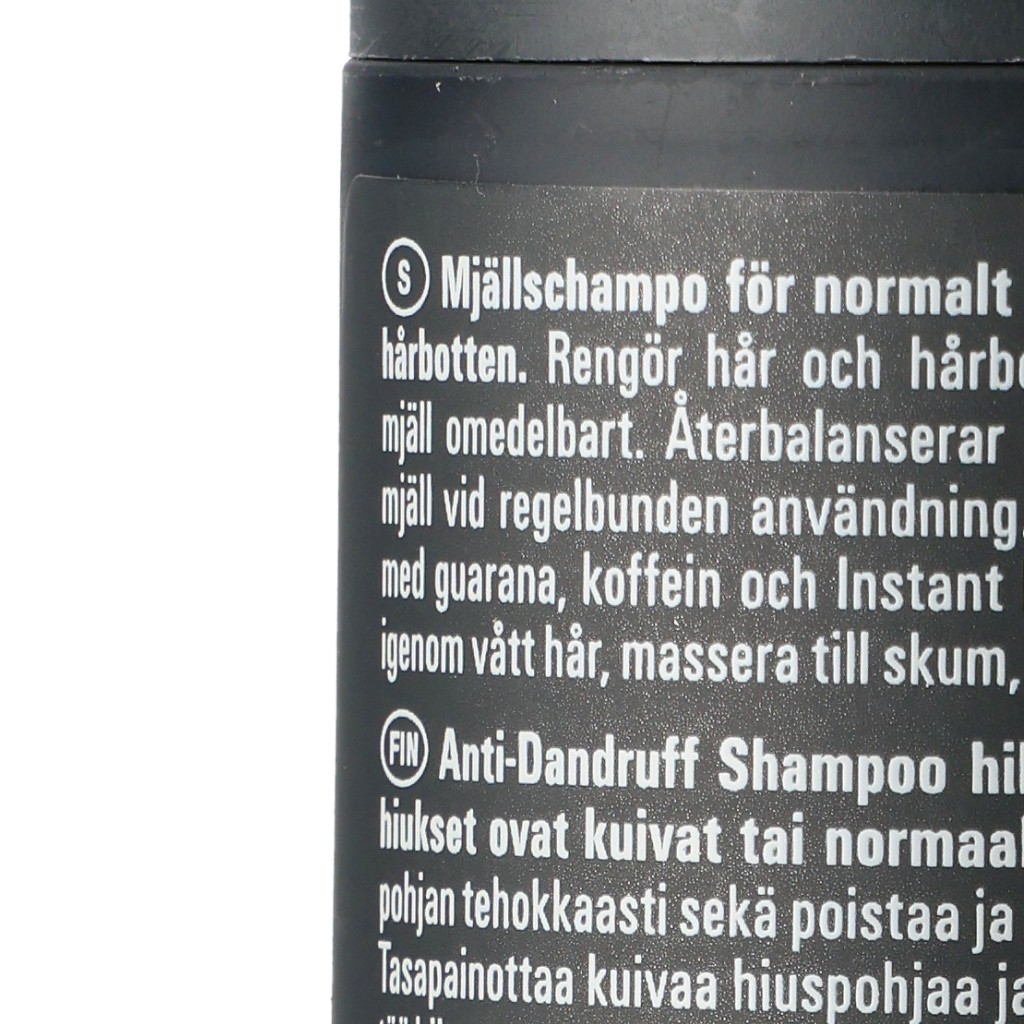 S Mjällschampo för normalt
hårbotten. Rengör hår och
mjäll omedelbart. Återbalanserar
mjäll vid regelbunden användning.
med guarana, koffein och Instant
igenom vått hår, massera till skum,
FIN Anti-Dandruff Shampoo
hiukset ovat kuivat tai
pohjan tehokkaasti sekä poistaa ja
Tasapainottaa kuivaa hiuspohjaa